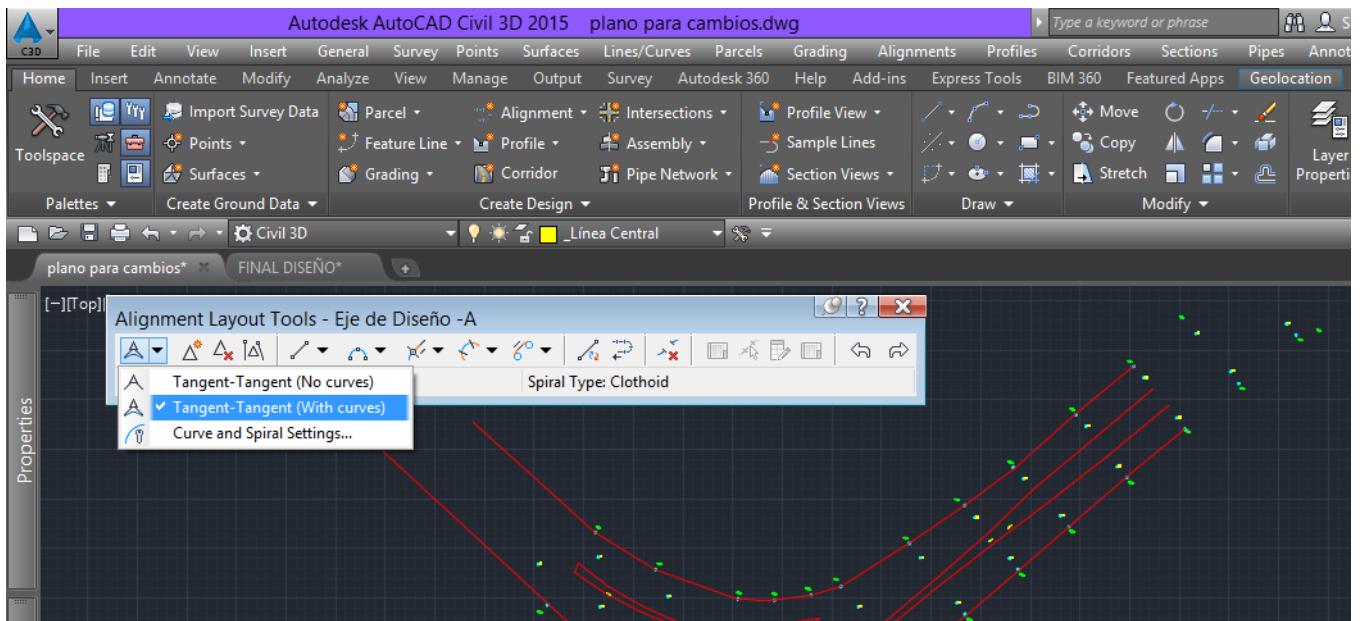 Autodesk AutoCAD Civil 3D 2015 plano para cambios.dwg
Type a keyword or phrase
C3D
File Edit View Insert General Survey Points Surfaces Lines/Curves Parcels Grading Alignments Profiles Corridors Sections Pipes Annot
Home Insert Annotate Modify Analyze View Manage Output Survey Autodesk 360 Help Add-ins Express Tools BIM 360 Featured Apps Geolocation
Import Survey Data Parcel Alignment Intersections Profile View Move
Toolspace Points Feature Line Profile Assembly Sample Lines Copy Layer
Surfaces Grading Corridor Pipe Network Section Views Stretch Properti
Palettes Create Ground Data Create Design Profile & Section Views Draw Modify
Civil 3D _Línea Central
plano para cambios* FINAL DISEÑO*
[−][Top]
Alignment Layout Tools - Eje de Diseño -A
Tangent-Tangent (No curves) Spiral Type: Clothoid
Tangent-Tangent (With curves)
Curve and Spiral Settings...
Properties